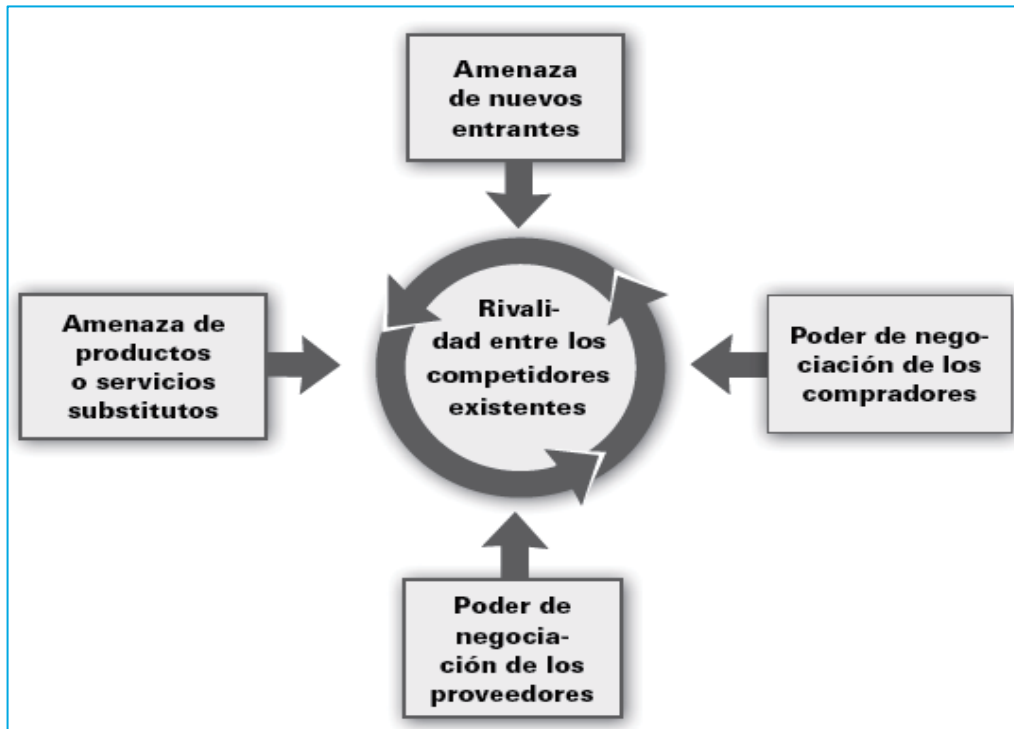 Amenaza
de nuevos
entrantes
Amenaza de
productos
o servicios
substitutos
Rivali-
dad entre los
competidores
existentes
Poder de nego-
ciación de los
compradores
Poder de
negocia-
ción de los
proveedores